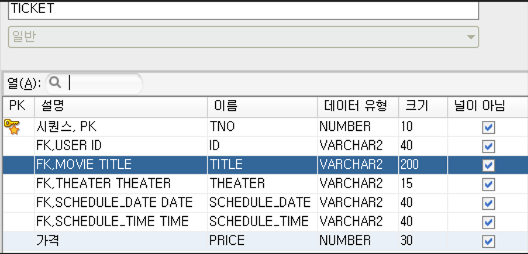 TICKET
일반
열(A):
PK 설명 이름 데이터 유형 크기 널이 아님
시퀀스, PK TNO NUMBER 10
FK,USER ID ID VARCHAR2 40
FK,MOVIE TITLE TITLE VARCHAR2 200
FK,THEATER THEATER THEATER VARCHAR2 15
FK,SCHEDULE_DATE DATE SCHEDULE_DATE VARCHAR2 40
FK,SCHEDULE_TIME TIME SCHEDULE_TIME VARCHAR2 40
가격 PRICE NUMBER 30